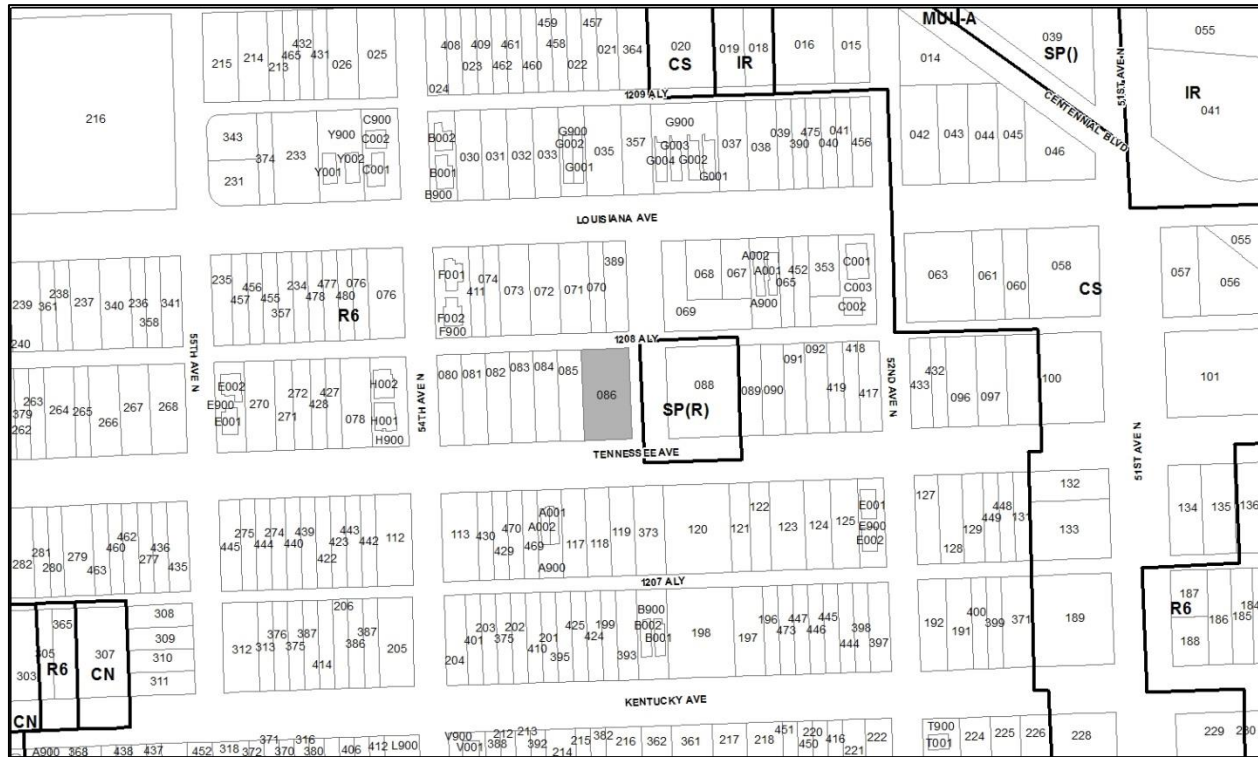 432 459 457 MUU-A 039
215 214 213 465 431 026 025 408 409 461 458 021 364 020 019 018 016 015 014 SP() 055
024 023 462 460 022 CS IR 51ST AVE N IR
1209 ALY CENTENNIAL BLVD 041
216
343 374 233 Y900 C900 C002 B002 G900 G900 039 475 041
231 Y001 Y002 C001 B001 030 031 032 033 G002 G001 035 357 G004 G003 G002 G001 037 038 390 040 456 042 043 044 045 046
B900
LOUISIANA AVE
239 361 238 237 340 236 358 341 235 457 456 455 357 234 478 477 480 076 076 F001 411 074 073 072 071 070 389 068 067 A002 A001 065 452 353 C001 063 061 060 058 057 055 056
240 R6 F002 F900 069 A900 C003 C002 CS
1208 ALY
55TH AVE N 54TH AVE N 52ND AVE N
379 263 262 264 265 266 267 268 E900 E002 E001 270 271 272 428 427 078 H002 H001 H900 080 081 082 083 084 085 086 088 089 090 091 092 419 418 417 433 432 096 097 100 101
SP(R)
TENNESSEE AVE
51ST AVE N
282 281 280 279 463 460 462 277 436 435 445 275 444 274 440 439 422 423 443 442 112 113 430 429 470 469 A002 A001 117 118 119 373 120 121 122 123 124 125 E001 E900 E002 127 128 129 449 448 131 132 134 135 136
A900 133
1207 ALY
303 305 365 307 308 312 313 376 375 387 414 206 386 387 205 204 401 203 375 202 410 201 395 425 424 199 393 B900 B002 B001 198 197 196 473 447 446 445 444 398 397 192 191 400 399 371 189 187 R6 186 185 184
R6 CN 309 188
310
311
CN KENTUCKY AVE
A900 368 438 437 452 318 372 371 370 316 380 406 412 L900 V900 V001 388 212 213 392 214 215 382 216 362 361 217 218 451 220 450 416 221 222 T900 T001 224 225 226 228 229 230